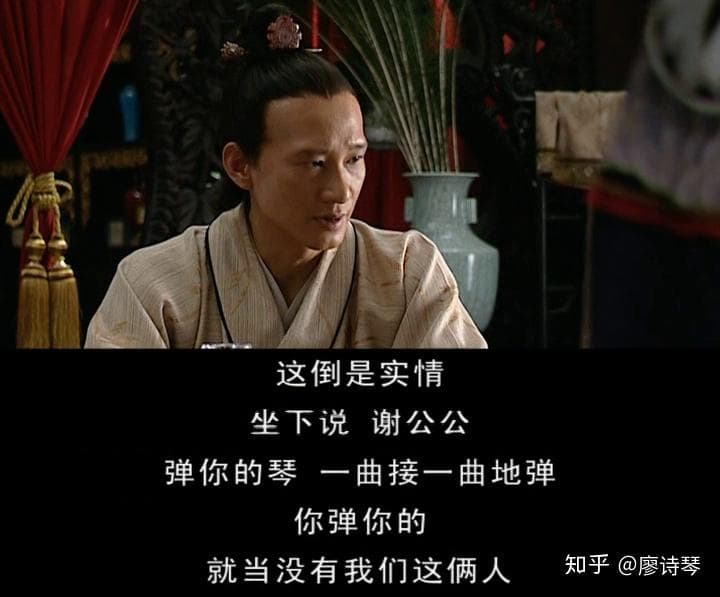 这倒是实情
坐下说 谢公公
弹你的琴 一曲接一曲地弹
你弹你的
就当没有我们这俩人
知乎 @廖诗琴